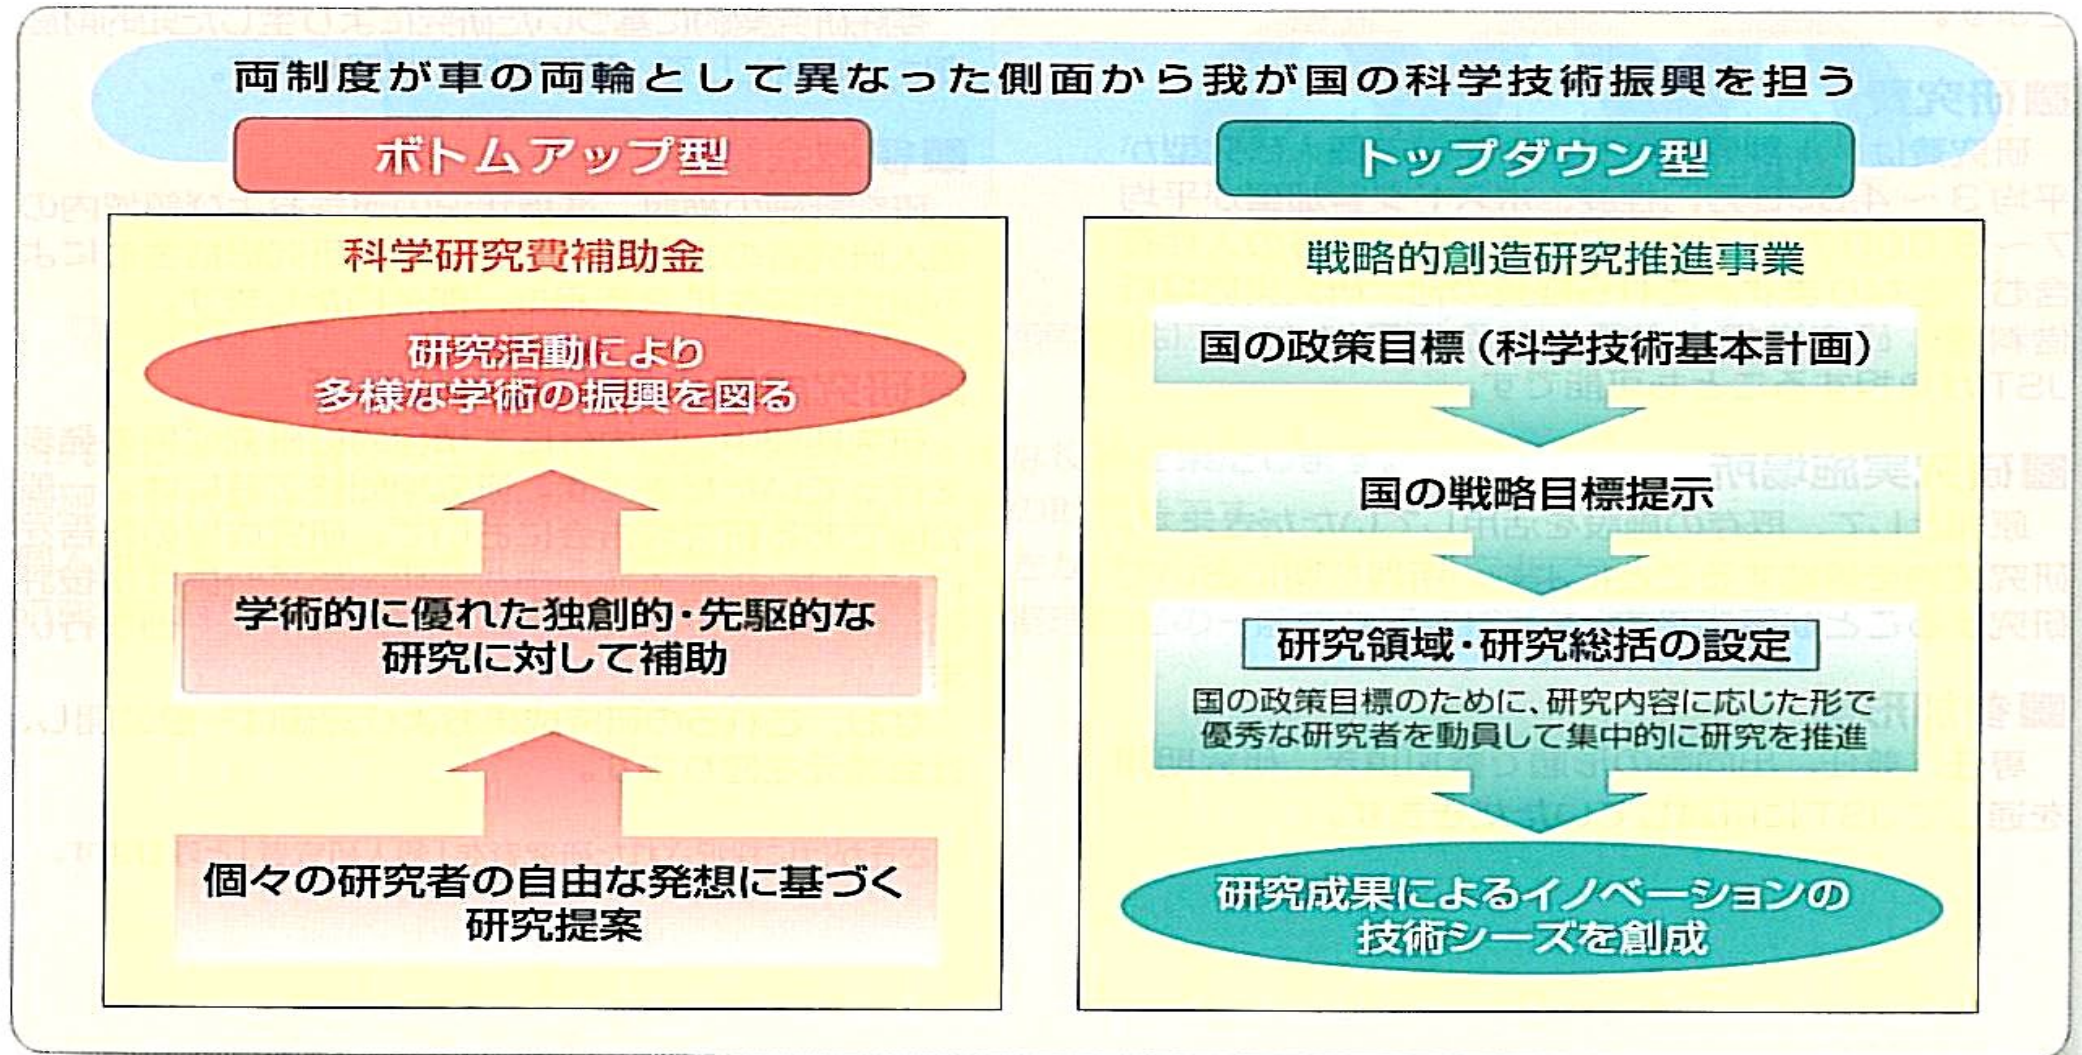 両制度が車の両輪として異なった側面から我が国の科学技術振興を担う
ボトムアップ型
科学研究費補助金
研究活動により
多様な学術の振興を図る
学術的に優れた独創的・先駆的な
研究に対して補助
個々の研究者の自由な発想に基づく
研究提案
トップダウン型
戦略的創造研究推進事業
国の政策目標（科学技術基本計画）
国の戦略目標提示
研究領域・研究総括の設定
国の政策目標のために、研究内容に応じた形で
優秀な研究者を動員して集中的に研究を推進
研究成果によるイノベーションの
技術シーズを創成